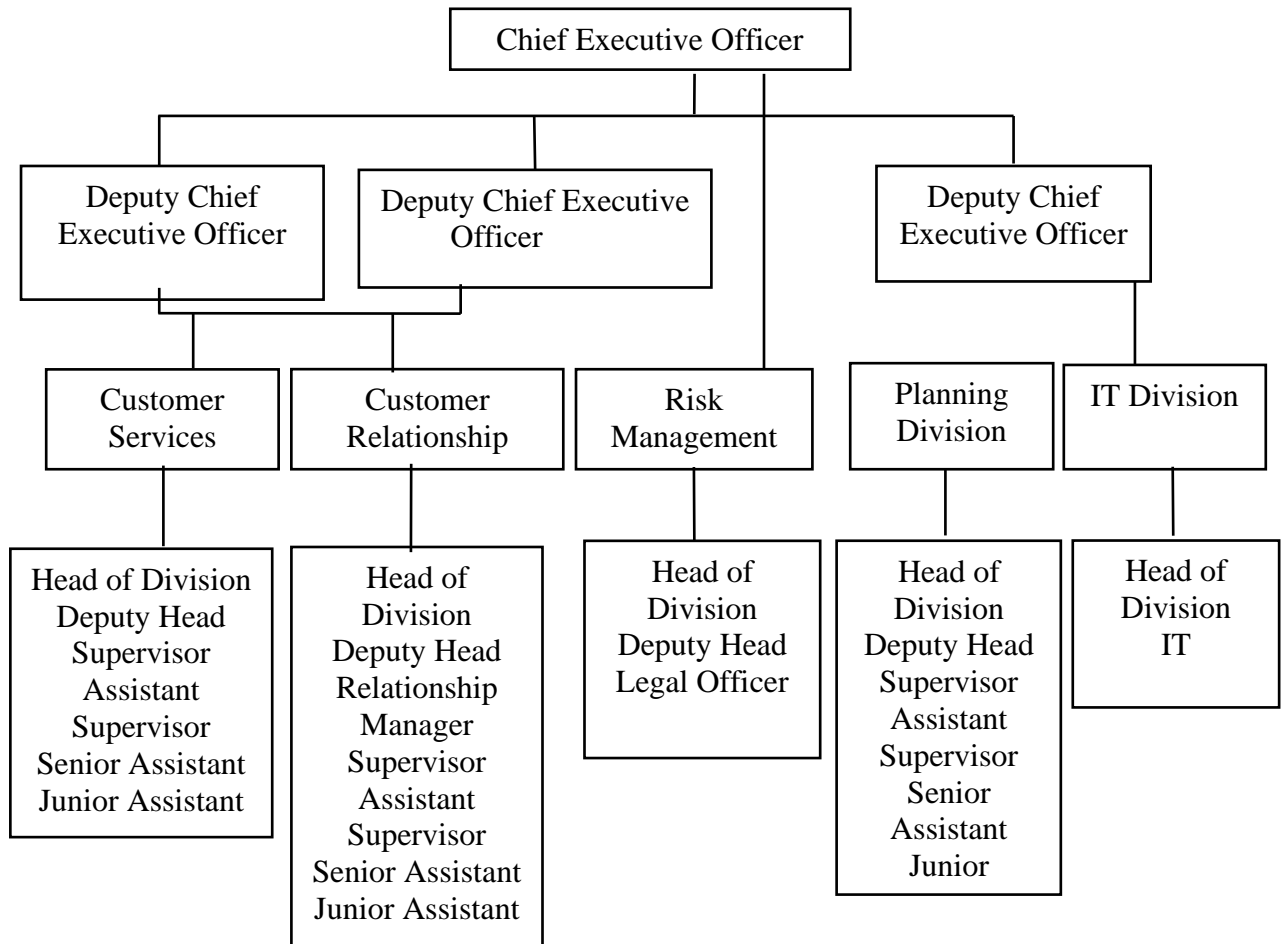 Chief Executive Officer
Deputy Chief
Executive Officer
Deputy Chief Executive
Officer
Deputy Chief
Executive Officer
Customer
Services
Customer
Relationship
Risk
Management
Planning
Division
IT Division
Head of Division
Deputy Head
Supervisor
Assistant
Supervisor
Senior Assistant
Junior Assistant
Head of
Division
Deputy Head
Relationship
Manager
Supervisor
Assistant
Supervisor
Senior Assistant
Junior Assistant
Head of
Division
Deputy Head
Legal Officer
Head of
Division
Deputy Head
Supervisor
Assistant
Supervisor
Senior
Assistant
Junior
Head of
Division
IT